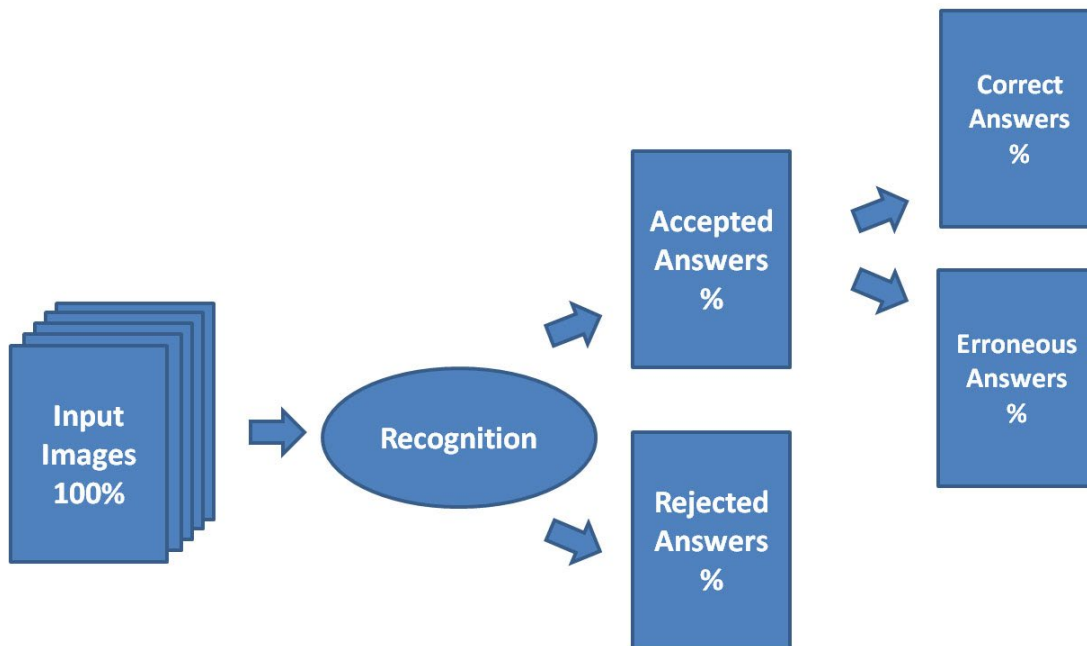 Input
Images
100%
Recognition
Accepted
Answers
%
Rejected
Answers
%
Correct
Answers
%
Erroneous
Answers
%